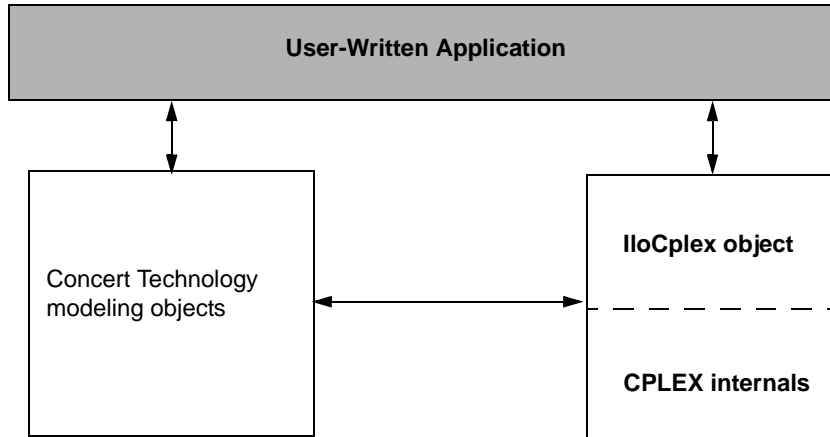 User-Written Application
Concert Technology
modeling objects
IloCplex object
CPLEX internals